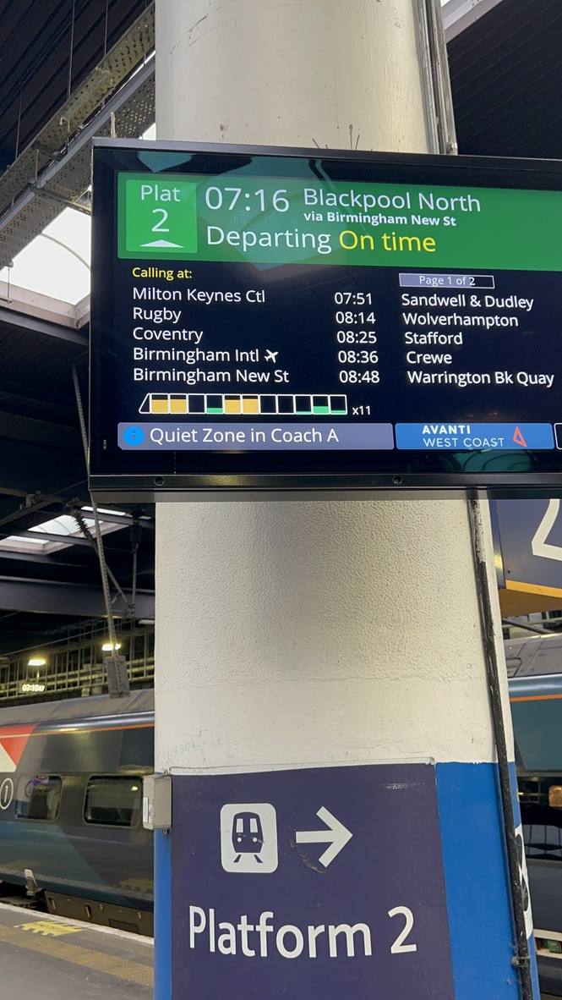 Plat
2
07:16 Blackpool North
via Birmingham New St
Departing On time
Calling at:
Page 1 of 2
Milton Keynes Ctl 07:51
Rugby 08:14
Coventry 08:25
Birmingham Intl 08:36
Birmingham New St 08:48
Sandwell & Dudley
Wolverhampton
Stafford
Crewe
Warrington Bk Quay
x11
i Quiet Zone in Coach A
AVANTI
WEST COAST
1
Platform 2